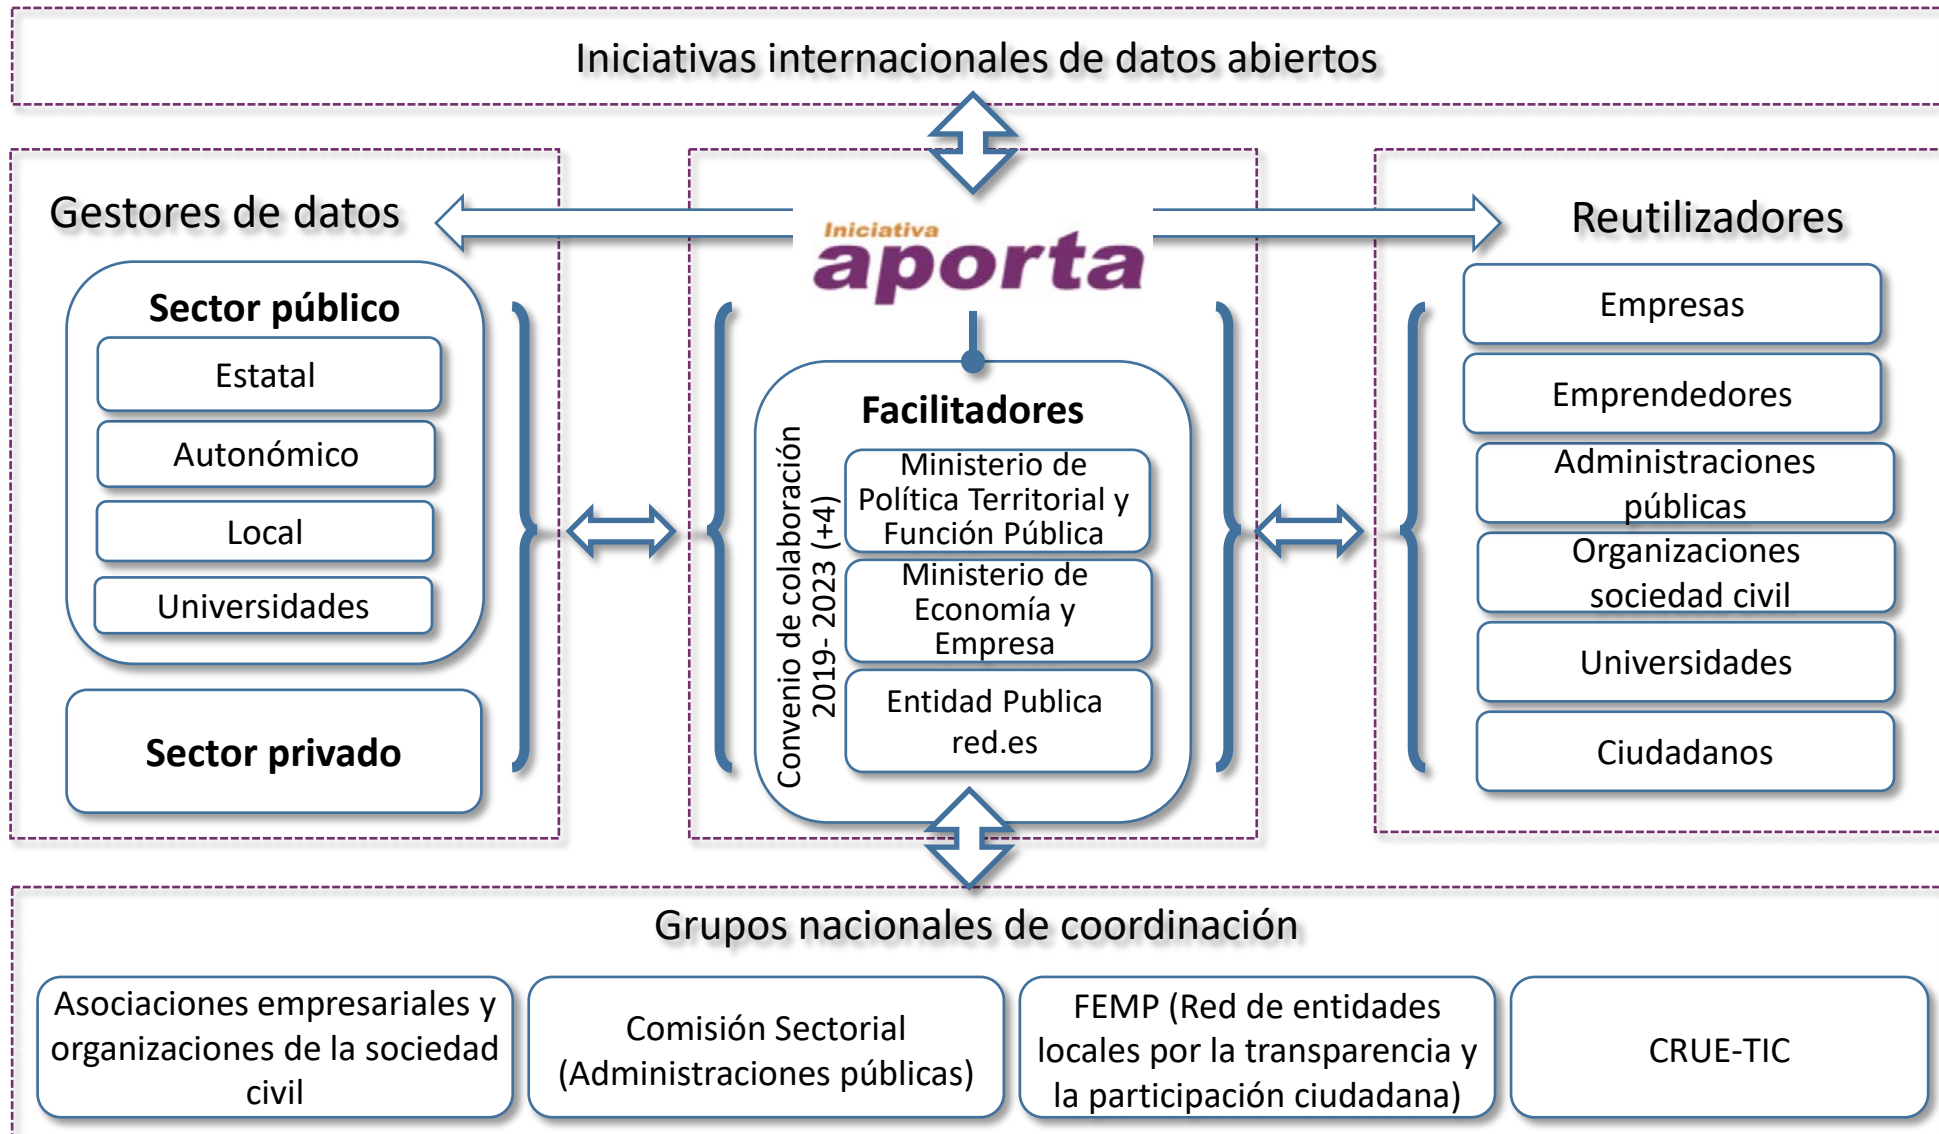 Iniciativas internacionales de datos abiertos
Gestores de datos
Sector público
Estatal
Autonómico
Local
Universidades
Sector privado
Iniciativa
aporta
Facilitadores
Convenio de colaboración
2019- 2023 (+4)
Ministerio de
Política Territorial y
Función Pública
Ministerio de
Economía y
Empresa
Entidad Publica
red.es
Reutilizadores
Empresas
Emprendedores
Administraciones
públicas
Organizaciones
sociedad civil
Universidades
Ciudadanos
Grupos nacionales de coordinación
Asociaciones empresariales y
organizaciones de la sociedad
civil
Comisión Sectorial
(Administraciones públicas)
FEMP (Red de entidades
locales por la transparencia y
la participación ciudadana)
CRUE-TIC